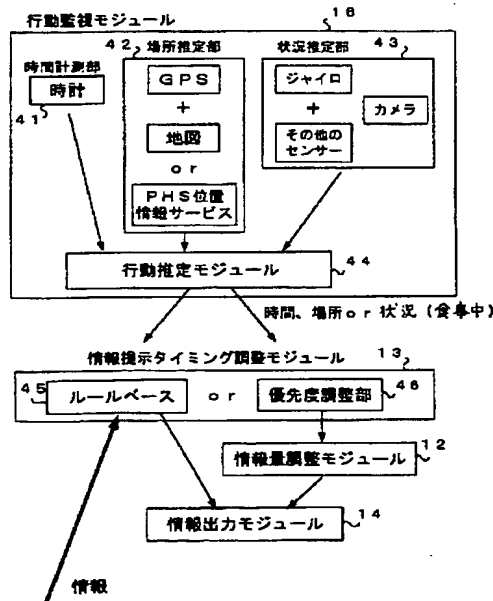 行動監視モジュール
16
時間計測部
時計
41
42
場所推定部
GPS
+
地図
or
PHS位置
情報サービス
状況推定部
43
ジャイロ
+
その他の
センサー
カメラ
行動推定モジュール
44
時間、場所or状況(食事中)
情報提示タイミング調整モジュール
13
45
ルールベース
or
優先度調整部
46
情報量調整モジュール
12
情報出力モジュール
14
情報